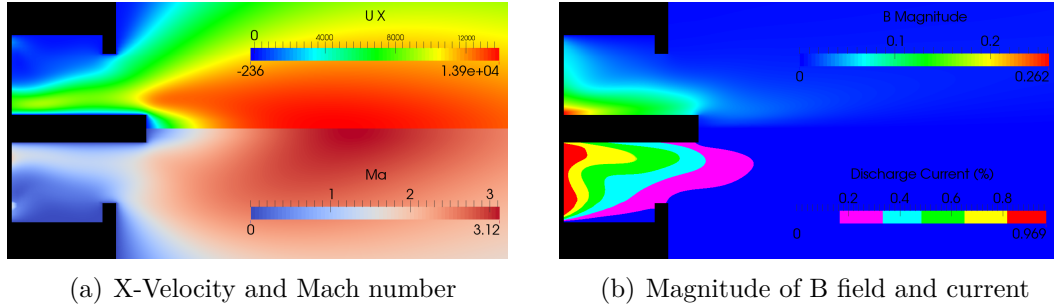 U X
0 4000 8000 12000
-236 1.39e+04
Ma
1 2 3
0 3.12
B Magnitude
0.1 0.2
0 0.262
Discharge Current (%)
0.2 0.4 0.6 0.8
0 0.969
(a) X-Velocity and Mach number
(b) Magnitude of B field and current